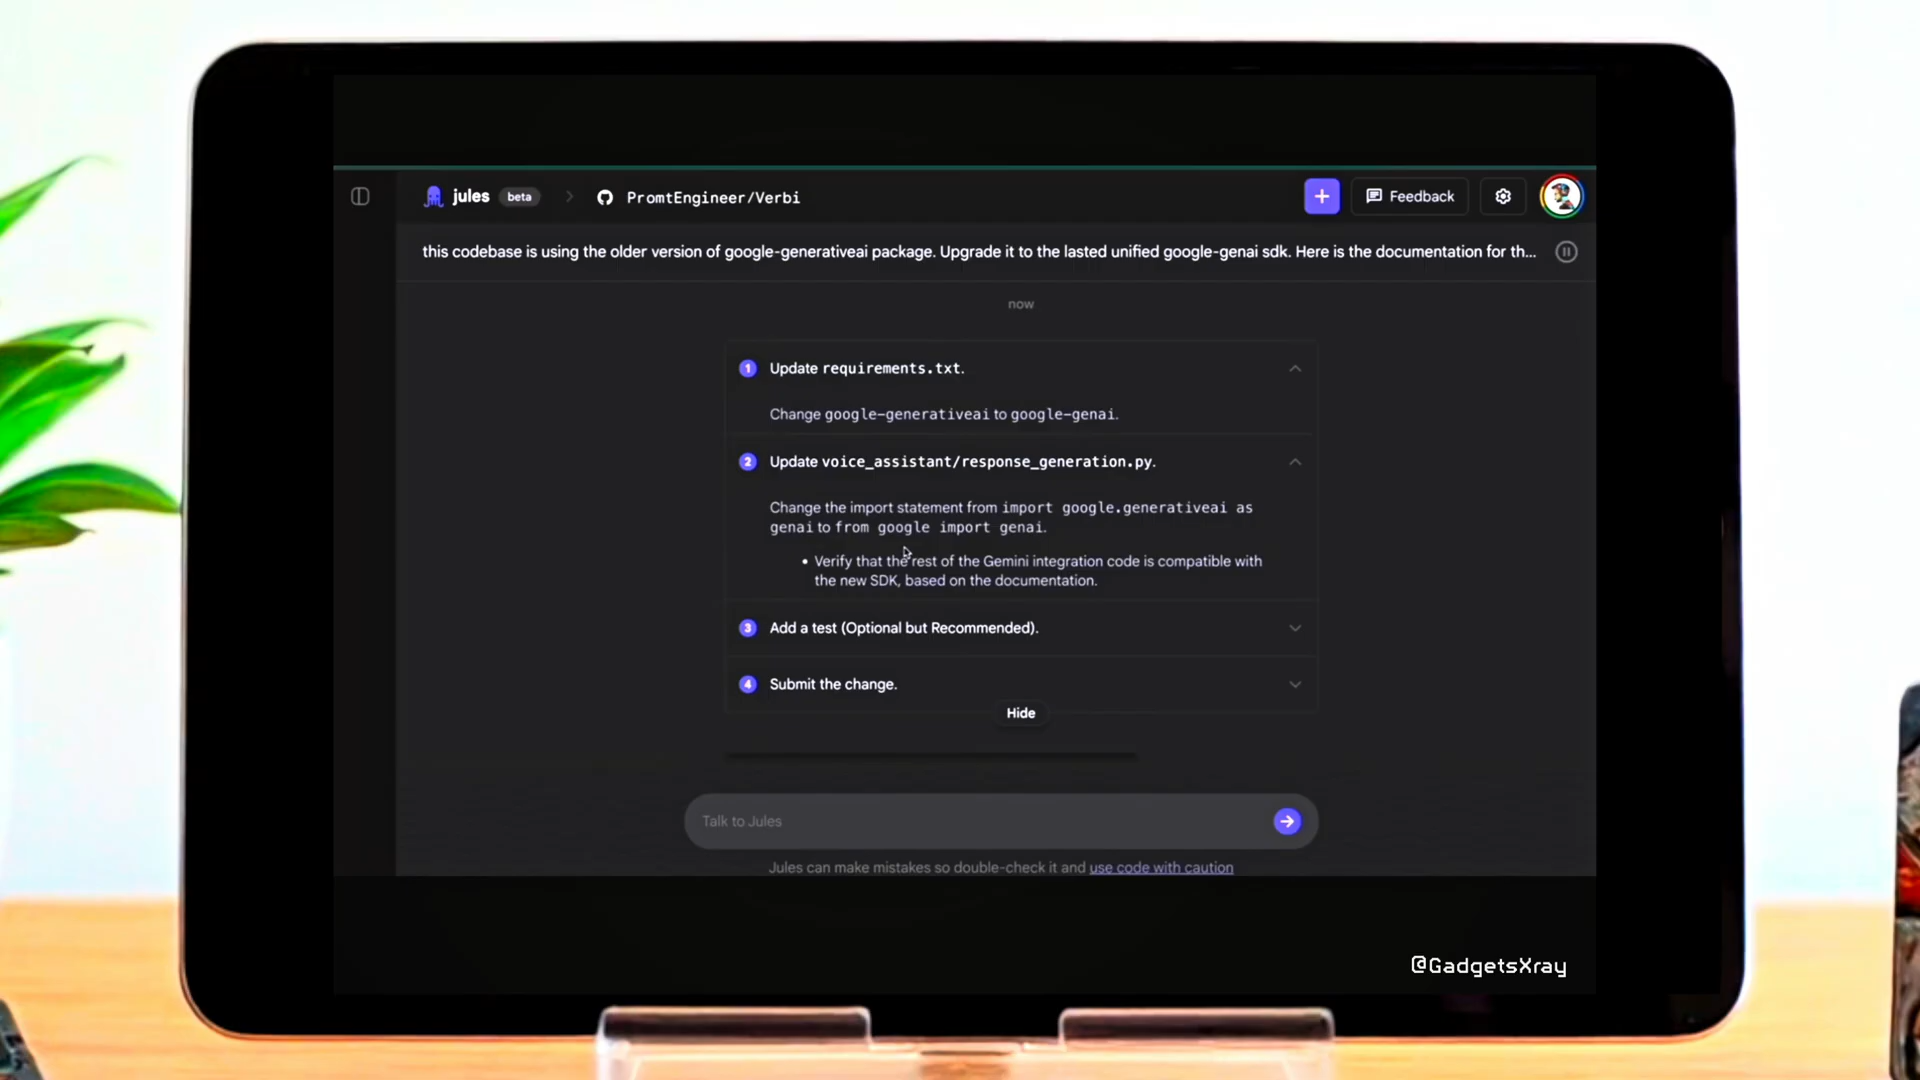 jules beta > PromtEngineer/Verbi + Feedback
this codebase is using the older version of google-generativeai package. Upgrade it to the lasted unified google-genai sdk. Here is the documentation for th...
now
1 Update requirements.txt.
Change google-generativeai to google-genai.
2 Update voice_assistant/response_generation.py.
Change the import statement from import google.generativeai as
genai to from google import genai.
• Verify that the rest of the Gemini integration code is compatible with
the new SDK, based on the documentation.
3 Add a test (Optional but Recommended).
4 Submit the change.
Hide
Talk to Jules
Jules can make mistakes so double-check it and use code with caution
@GadgetsXray